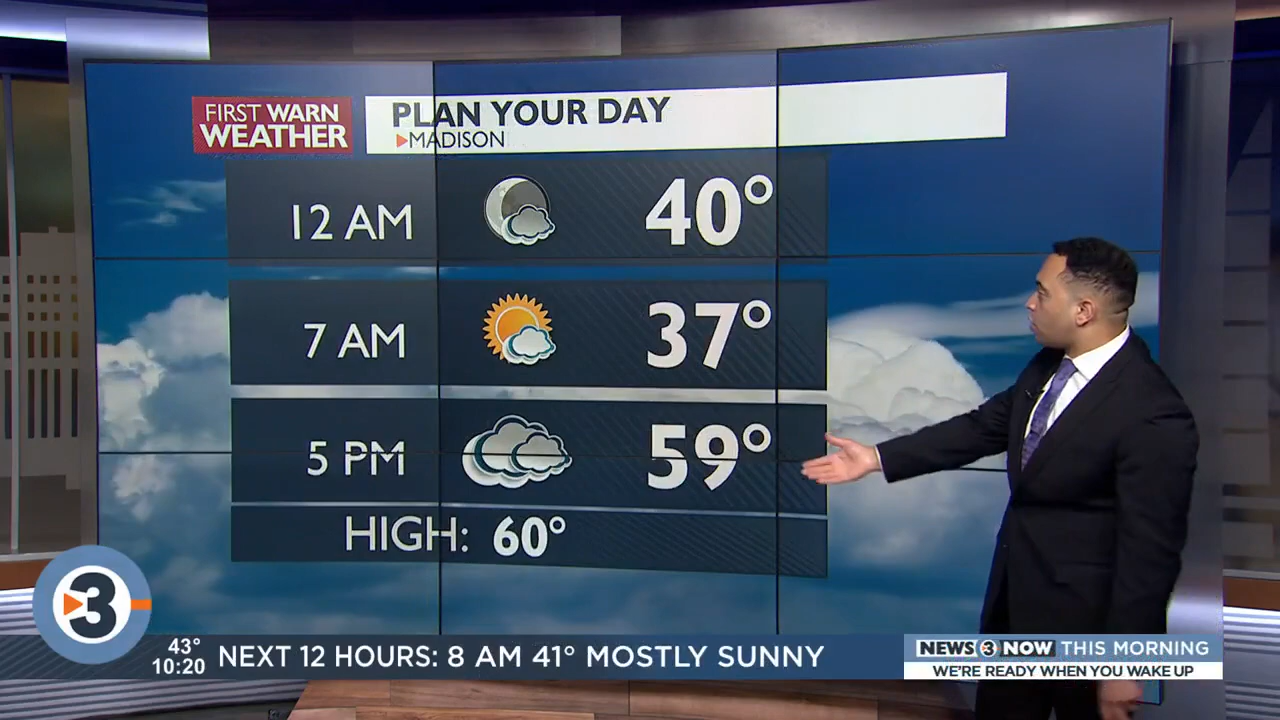 FIRST WARN
WEATHER
PLAN YOUR DAY
MADISON
12 AM 40°
7 AM 37°
5 PM 59°
HIGH: 60°
3
43°
10:20
NEXT 12 HOURS: 8 AM 41° MOSTLY SUNNY
NEWS 3 NOW THIS MORNING
WE'RE READY WHEN YOU WAKE UP